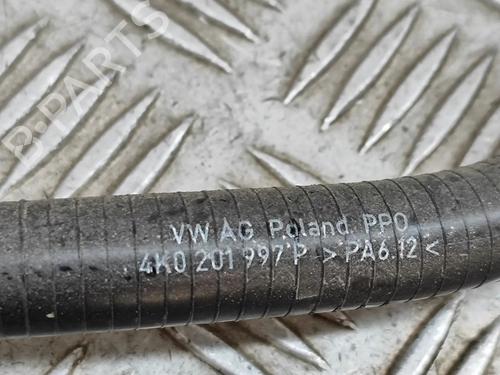 B-PARTS
VW AG Poland PPO
4K0 201 997 P > PA6.12 <